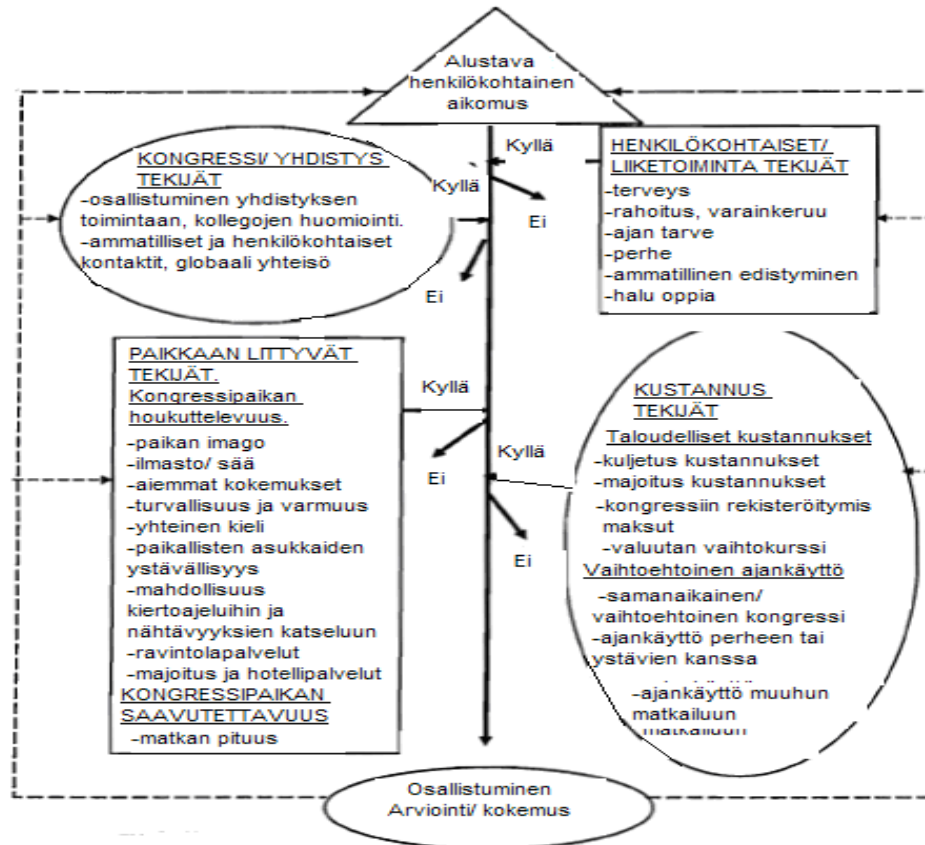 Alustava
henkilökohtainen
aikomus
Kyllä
Ei
HENKILÖKOHTAISET/
LIIKETOIMINTA TEKIJÄT
-terveys
-rahoitus, varainkeruu
-ajan tarve
-perhe
-ammatillinen edistyminen
-halu oppia
KONGRESSI/ YHDISTYS
TEKIJÄT
-osallistuminen yhdistyksen
toimintaan, kollegojen huomiointi.
-ammatilliset ja henkilökohtaiset
kontaktit, globaali yhteisö
Kyllä
Ei
PAIKKAAN LITTYVÄT
TEKIJÄT.
Kongressipaikan
houkuttelevuus.
-paikan imago
-ilmasto/ sää
-aiemmat kokemukset
-turvallisuus ja varmuus
-yhteinen kieli
-paikallisten asukkaiden
ystävällisyys
-mahdollisuus
kiertoajeluihin ja
nähtävyyksien katseluun
-ravintolapalvelut
-majoitus ja hotellipalvelut
KONGRESSIPAIKAN
SAAVUTETTAVUUS
-matkan pituus
Kyllä
Ei
Kyllä
Ei
KUSTANNUS
TEKIJÄT
Taloudelliset kustannukset
-kuljetus kustannukset
-majoitus kustannukset
-kongressiin rekisteröitymis
maksut
-valuutan vaihtokurssi
Vaihtoehtoinen ajankäyttö
-samanaikainen/
vaihtoehtoinen kongressi
-ajankäyttö perheen tai
ystävien kanssa
-ajankäyttö muuhun
matkailuun
matkailuun
Osallistuminen
Arviointi/ kokemus